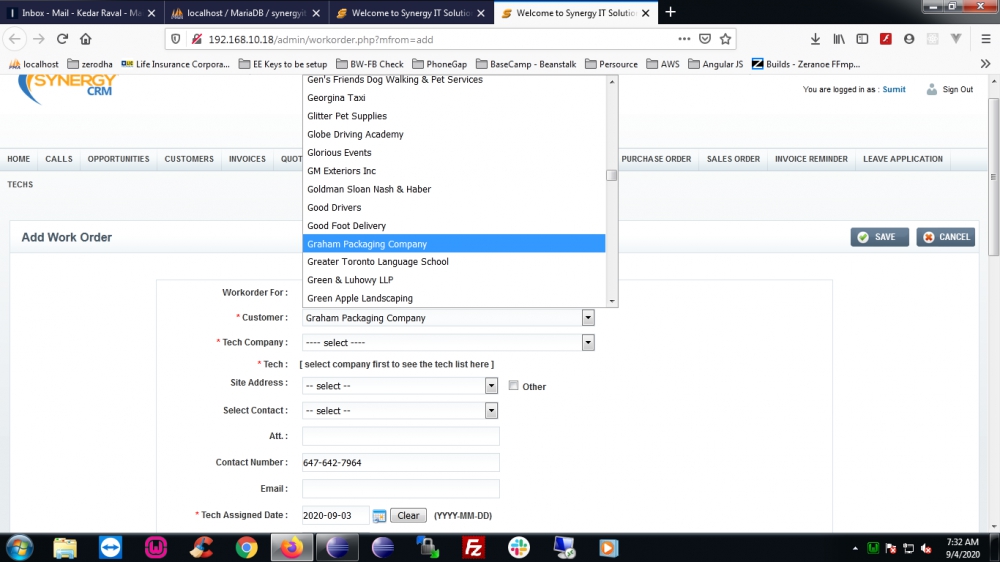 Inbox - Mail - Kedar Raval - Ma
localhost / MariaDB / synergyit
Welcome to Synergy IT Solution
Welcome to Synergy IT Solution
192.168.10.18/admin/workorder.php?mfrom=add
localhost
zerodha
Life Insurance Corpora...
EE Keys to be setup
BW-FB Check
PhoneGap
BaseCamp - Beanstalk
Persource
AWS
Angular JS
Builds - Zeranoe FFmp...
SYNERGY
CRM
You are logged in as : Sumit
Sign Out
HOME
CALLS
OPPORTUNITIES
CUSTOMERS
INVOICES
QUOT
PURCHASE ORDER
SALES ORDER
INVOICE REMINDER
LEAVE APPLICATION
TECHS
Gen's Friends Dog Walking & Pet Services
Georgina Taxi
Glitter Pet Supplies
Globe Driving Academy
Glorious Events
GM Exteriors Inc
Goldman Sloan Nash & Haber
Good Drivers
Good Foot Delivery
Graham Packaging Company
Greater Toronto Language School
Green & Luhowy LLP
Green Apple Landscaping
Add Work Order
SAVE
CANCEL
Workorder For :
* Customer : Graham Packaging Company
* Tech Company : ---- select ----
* Tech : [ select company first to see the tech list here ]
Site Address : -- select -- Other
Select Contact : -- select --
Att. :
Contact Number : 647-642-7964
Email :
* Tech Assigned Date : 2020-09-03 Clear (YYYY-MM-DD)
7:32 AM
9/4/2020